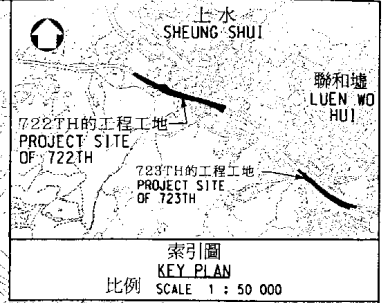 上水
SHEUNG SHUI
聯和墟
LUEN WO
HUI
722TH的工程工地
PROJECT SITE
OF 722TH
723TH的工程工地
PROJECT SITE
OF 723TH
索引圖
KEY PLAN
比例 SCALE 1 : 50 000